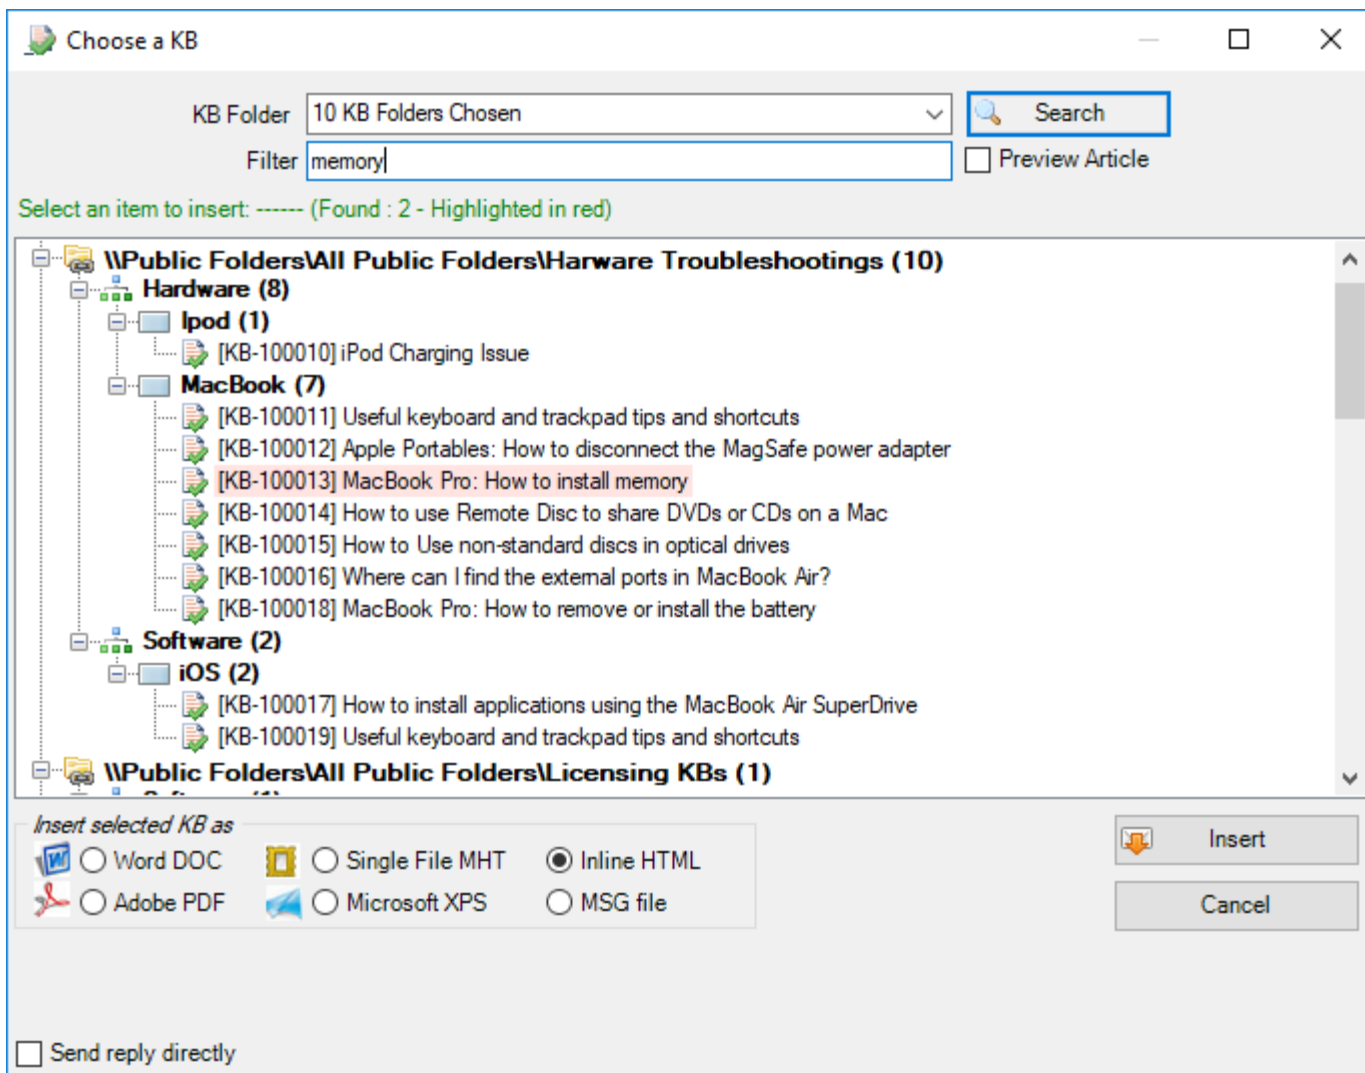 Choose a KB
KB Folder 10 KB Folders Chosen Search
Filter memory Preview Article
Select an item to insert: ------ (Found : 2 - Highlighted in red)
\\Public Folders\All Public Folders\Harware Troubleshootings (10)
Hardware (8)
Ipod (1)
[KB-100010] iPod Charging Issue
MacBook (7)
[KB-100011] Useful keyboard and trackpad tips and shortcuts
[KB-100012] Apple Portables: How to disconnect the MagSafe power adapter
[KB-100013] MacBook Pro: How to install memory
[KB-100014] How to use Remote Disc to share DVDs or CDs on a Mac
[KB-100015] How to Use non-standard discs in optical drives
[KB-100016] Where can I find the external ports in MacBook Air?
[KB-100018] MacBook Pro: How to remove or install the battery
Software (2)
iOS (2)
[KB-100017] How to install applications using the MacBook Air SuperDrive
[KB-100019] Useful keyboard and trackpad tips and shortcuts
\\Public Folders\All Public Folders\Licensing KBs (1)
Insert selected KB as
Word DOC Single File MHT Inline HTML Insert
Adobe PDF Microsoft XPS MSG file Cancel
Send reply directly